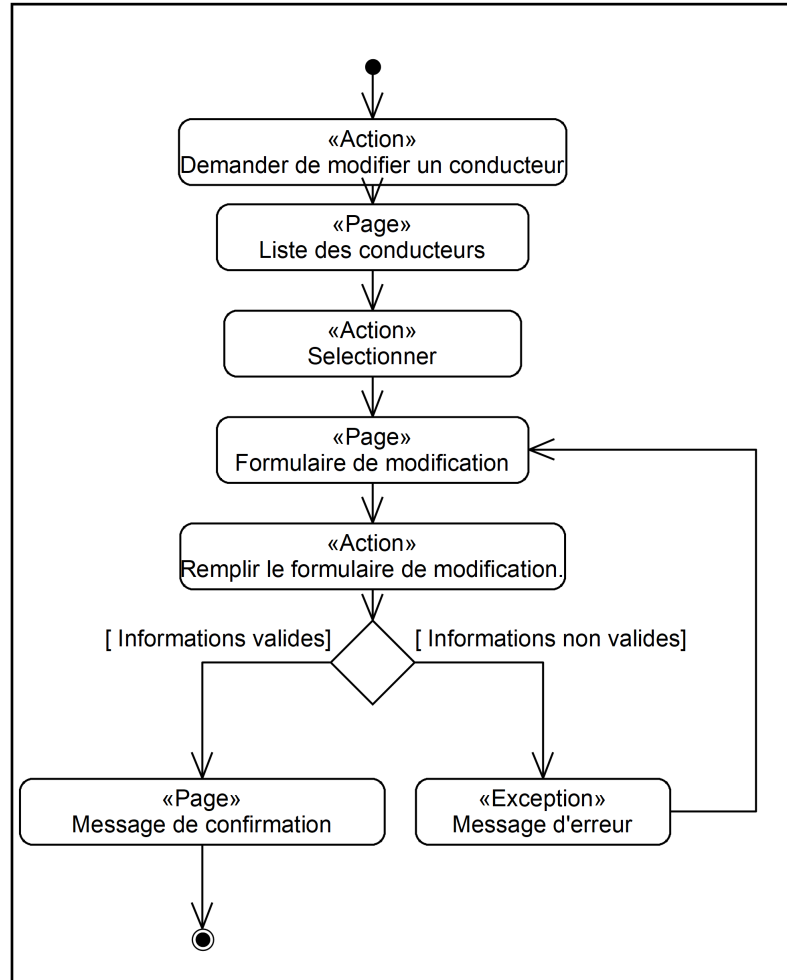 «Action»
Demander de modifier un conducteur
«Page»
Liste des conducteurs
«Action»
Selectionner
«Page»
Formulaire de modification
«Action»
Remplir le formulaire de modification.
[ Informations valides]
[ Informations non valides]
«Page»
Message de confirmation
«Exception»
Message d'erreur